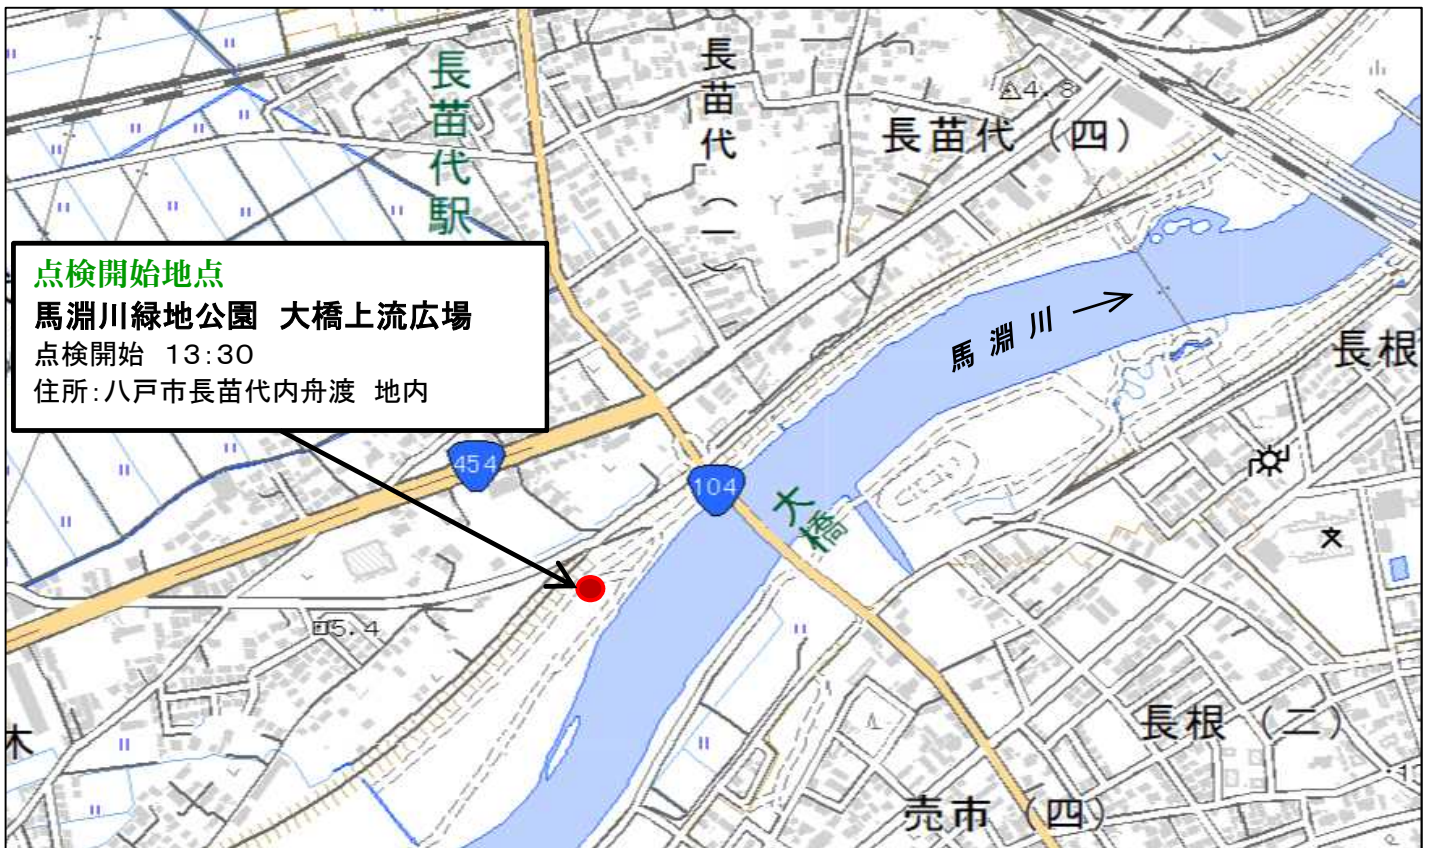 長苗代駅
長苗代(一)
4.8
長苗代(四)
点検開始地点
馬淵川緑地公園 大橋上流広場
点検開始 13:30
住所:八戸市長苗代内舟渡 地内
馬淵川
長根
454
104
大橋
5.4
木
長根(二)
売市(四)